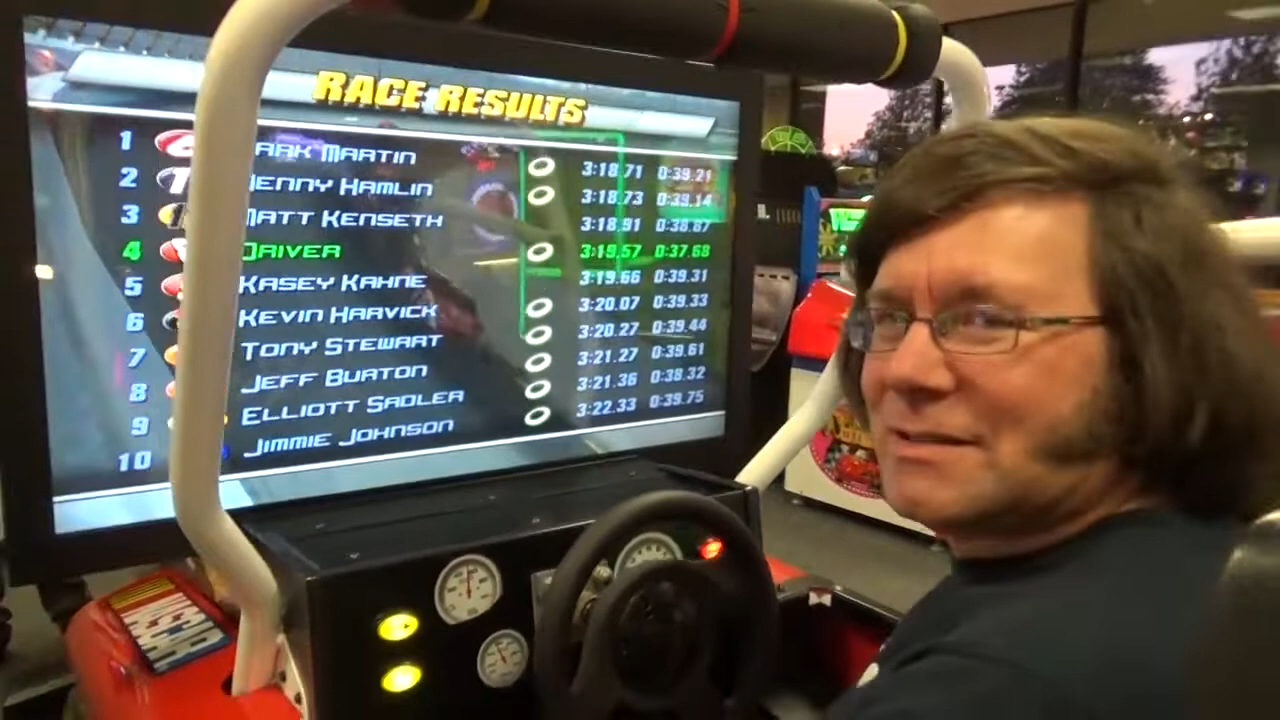 RACE RESULTS
1 ARK MARTIN 3:18.71 0:39.21
2 DENNY HAMLIN 3:18.73 0:39.14
3 MATT KENSETH 3:18.91 0:38.87
4 DRIVER 3:19.57 0:37.68
5 KASEY KAHNE 3:19.66 0:39.31
6 KEVIN HARVICK 3:20.07 0:39.33
7 TONY STEWART 3:20.27 0:39.44
8 JEFF BURTON 3:21.27 0:39.61
9 ELLIOTT SADLER 3:21.36 0:38.32
10 JIMMIE JOHNSON 3:22.33 0:39.75
NASCAR